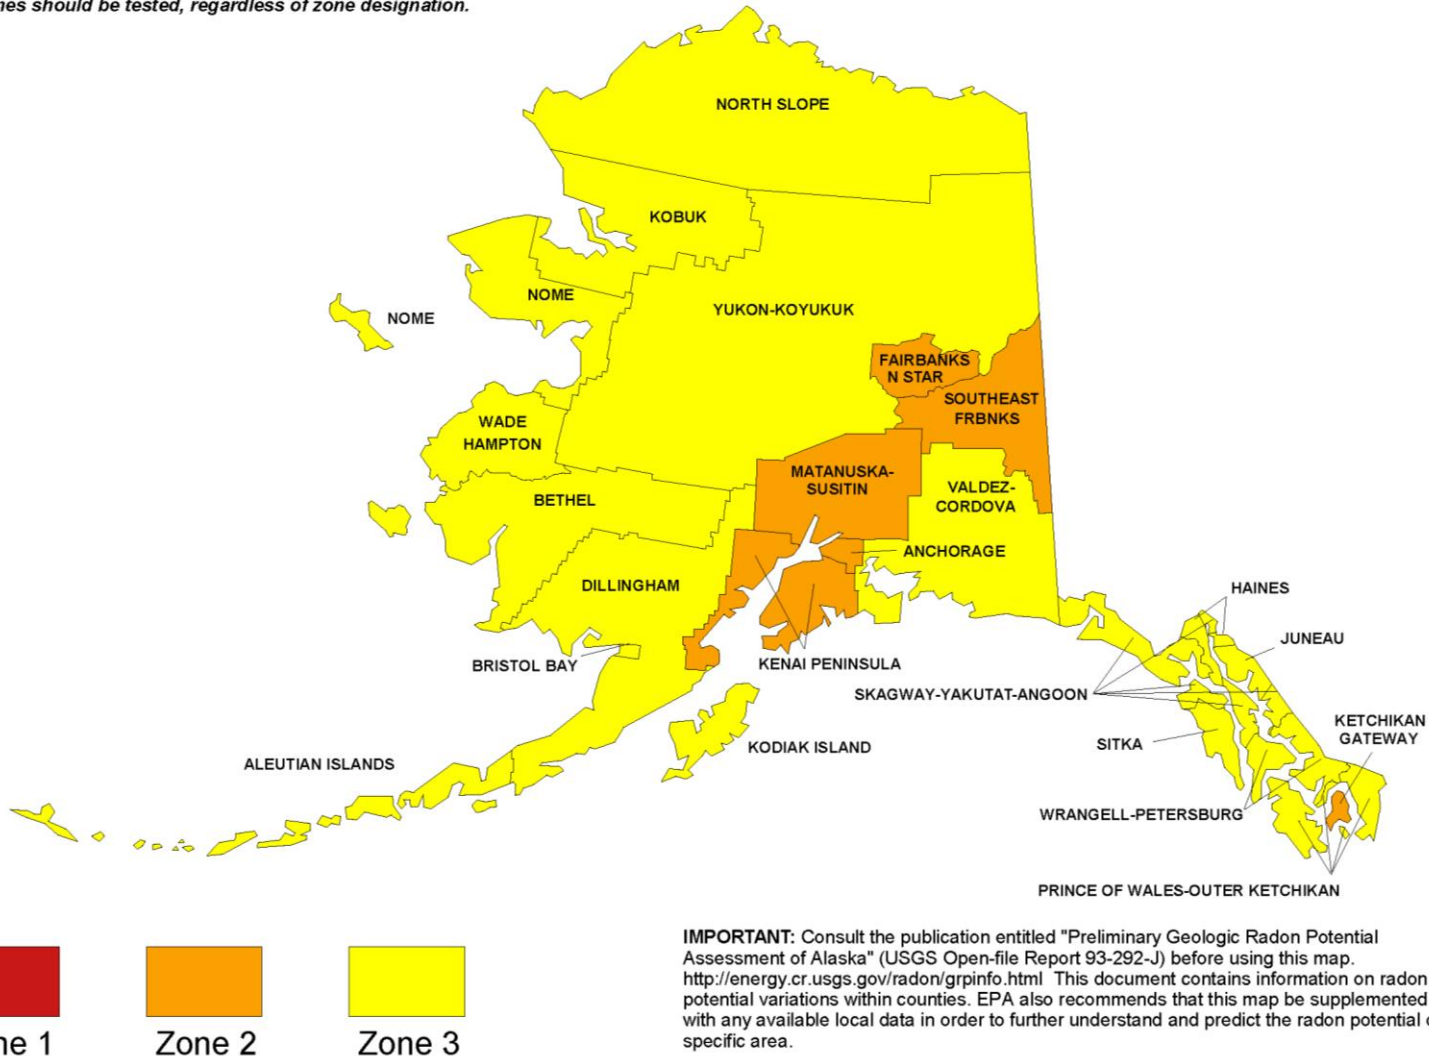 nes should be tested, regardless of zone designation.
NORTH SLOPE
KOBUK
NOME
NOME
YUKON-KOYUKUK
FAIRBANKS
N STAR
SOUTHEAST
FRBNKS
WADE
HAMPTON
MATANUSKA-
SUSITIN
VALDEZ-
CORDOVA
BETHEL
ANCHORAGE
DILLINGHAM
HAINES
JUNEAU
BRISTOL BAY
KENAI PENINSULA
SKAGWAY-YAKUTAT-ANGOON
KETCHIKAN
GATEWAY
SITKA
KODIAK ISLAND
ALEUTIAN ISLANDS
WRANGELL-PETERSBURG
PRINCE OF WALES-OUTER KETCHIKAN
ne 1
Zone 2
Zone 3
IMPORTANT: Consult the publication entitled "Preliminary Geologic Radon Potential
Assessment of Alaska" (USGS Open-file Report 93-292-J) before using this map.
http://energy.cr.usgs.gov/radon/grpinfo.html This document contains information on radon
potential variations within counties. EPA also recommends that this map be supplemented
with any available local data in order to further understand and predict the radon potential
specific area.